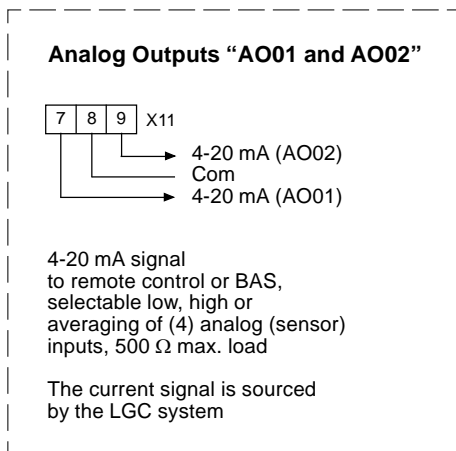 Analog Outputs “AO01 and AO02”
7 8 9 X11
4-20 mA (AO02)
Com
4-20 mA (AO01)
4-20 mA signal
to remote control or BAS,
selectable low, high or
averaging of (4) analog (sensor)
inputs, 500 Ω max. load
The current signal is sourced
by the LGC system